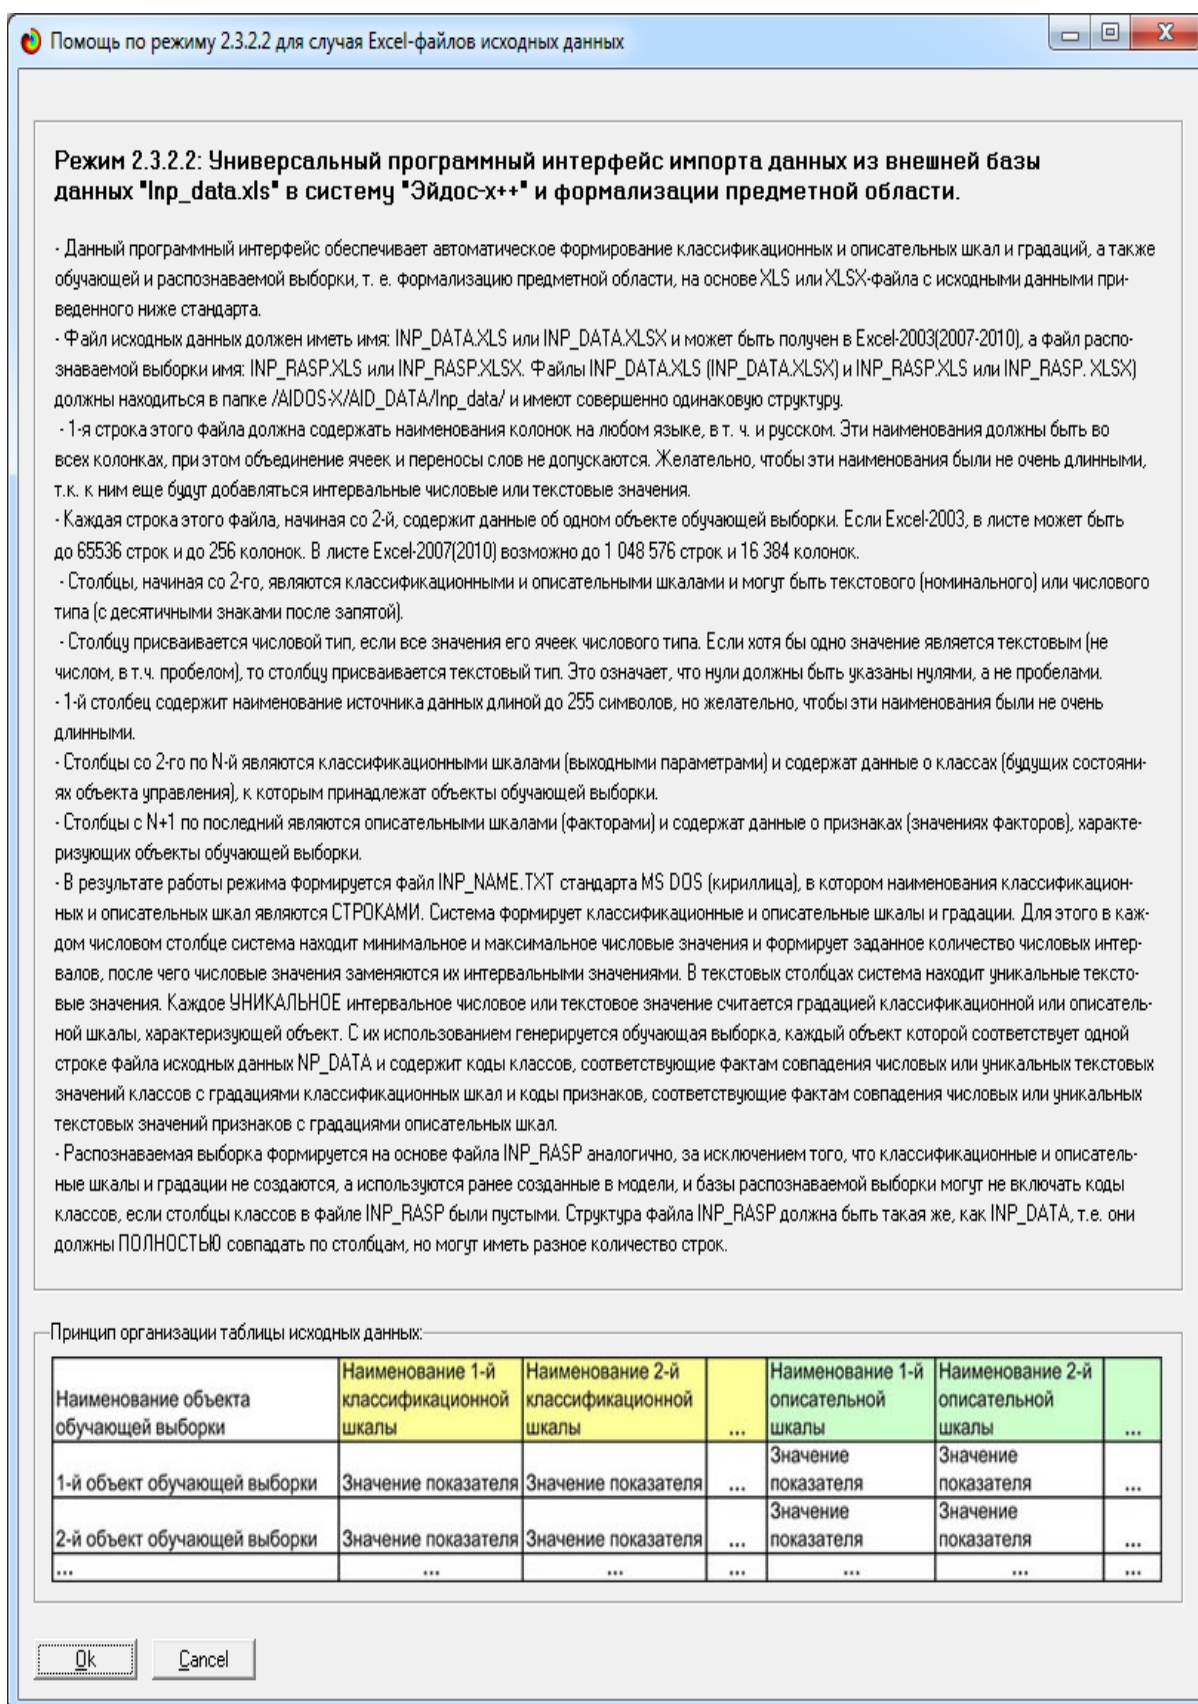 Помощь по режиму 2.3.2.2 для случая Excel-файлов исходных данных
Режим 2.3.2.2: Универсальный программный интерфейс импорта данных из внешней базы
данных "Inp_data.xls" в систему "Эйдос-x++" и формализации предметной области.
- Данный программный интерфейс обеспечивает автоматическое формирование классификационных и описательных шкал и градаций, а также
обучающей и распознаваемой выборки, т. е. формализацию предметной области, на основе XLS или XLSX-файла с исходными данными при-
веденного ниже стандарта.
- Файл исходных данных должен иметь имя: INP_DATA.XLS или INP_DATA.XLSX и может быть получен в Excel-2003(2007-2010), а файл распо-
знаваемой выборки имя: INP_RASP.XLS или INP_RASP.XLSX. Файлы INP_DATA.XLS (INP_DATA.XLSX) и INP_RASP.XLS или INP_RASP. XLSX)
должны находиться в папке /AIDOS-X/AID_DATA/Inp_data/ и имеют совершенно одинаковую структуру.
- 1-я строка этого файла должна содержать наименования колонок на любом языке, в т. ч. и русском. Эти наименования должны быть во
всех колонках, при этом объединение ячеек и переносы слов не допускаются. Желательно, чтобы эти наименования были не очень длинными,
т.к. к ним еще будут добавляться интервальные числовые или текстовые значения.
- Каждая строка этого файла, начиная со 2-й, содержит данные об одном объекте обучающей выборки. Если Excel-2003, в листе может быть
до 65536 строк и до 256 колонок. В листе Excel-2007(2010) возможно до 1 048 576 строк и 16 384 колонок.
- Столбцы, начиная со 2-го, являются классификационными и описательными шкалами и могут быть текстового (номинального) или числового
типа (с десятичными знаками после запятой).
- Столбцу присваивается числовой тип, если все значения его ячеек числового типа. Если хотя бы одно значение является текстовым (не
числом, в т.ч. пробелом), то столбцу присваивается текстовый тип. Это означает, что нули должны быть указаны нулями, а не пробелами.
- 1-й столбец содержит наименование источника данных длиной до 255 символов, но желательно, чтобы эти наименования были не очень
длинными.
- Столбцы со 2-го по N-й являются классификационными шкалами (выходными параметрами) и содержат данные о классах (будущих состояни-
ях объекта управления), к которым принадлежат объекты обучающей выборки.
- Столбцы с N+1 по последний являются описательными шкалами (факторами) и содержат данные о признаках (значениях факторов), характе-
ризующих объекты обучающей выборки.
- В результате работы режима формируется файл INP_NAME.TXT стандарта MS DOS (кириллица), в котором наименования классификацион-
ных и описательных шкал являются СТРОКАМИ. Система формирует классификационные и описательные шкалы и градации. Для этого в каж-
дом числовом столбце система находит минимальное и максимальное числовые значения и формирует заданное количество числовых интер-
валов, после чего числовые значения заменяются их интервальными значениями. В текстовых столбцах система находит уникальные тексто-
вые значения. Каждое УНИКАЛЬНОЕ интервальное числовое или текстовое значение считается градацией классификационной или описатель-
ной шкалы, характеризующей объект. С их использованием генерируется обучающая выборка, каждый объект которой соответствует одной
строке файла исходных данных NP_DATA и содержит коды классов, соответствующие фактам совпадения числовых или уникальных текстовых
значений классов с градациями классификационных шкал и коды признаков, соответствующие фактам совпадения числовых или уникальных
текстовых значений признаков с градациями описательных шкал.
- Распознаваемая выборка формируется на основе файла INP_RASP аналогично, за исключением того, что классификационные и описатель-
ные шкалы и градации не создаются, а используются ранее созданные в модели, и базы распознаваемой выборки могут не включать коды
классов, если столбцы классов в файле INP_RASP были пустыми. Структура файла INP_RASP должна быть такая же, как INP_DATA, т.е. они
должны ПОЛНОСТЬЮ совпадать по столбцам, но могут иметь разное количество строк.
Принцип организации таблицы исходных данных:
Наименование объекта
обучающей выборки
Наименование 1-й
классификационной
шкалы
Наименование 2-й
классификационной
шкалы
...
Наименование 1-й
описательной
шкалы
Наименование 2-й
описательной
шкалы
...
1-й объект обучающей выборки
Значение показателя
Значение показателя
...
Значение
показателя
Значение
показателя
...
2-й объект обучающей выборки
Значение показателя
Значение показателя
...
Значение
показателя
Значение
показателя
...
...
...
...
...
...
...
...
Ok
Cancel